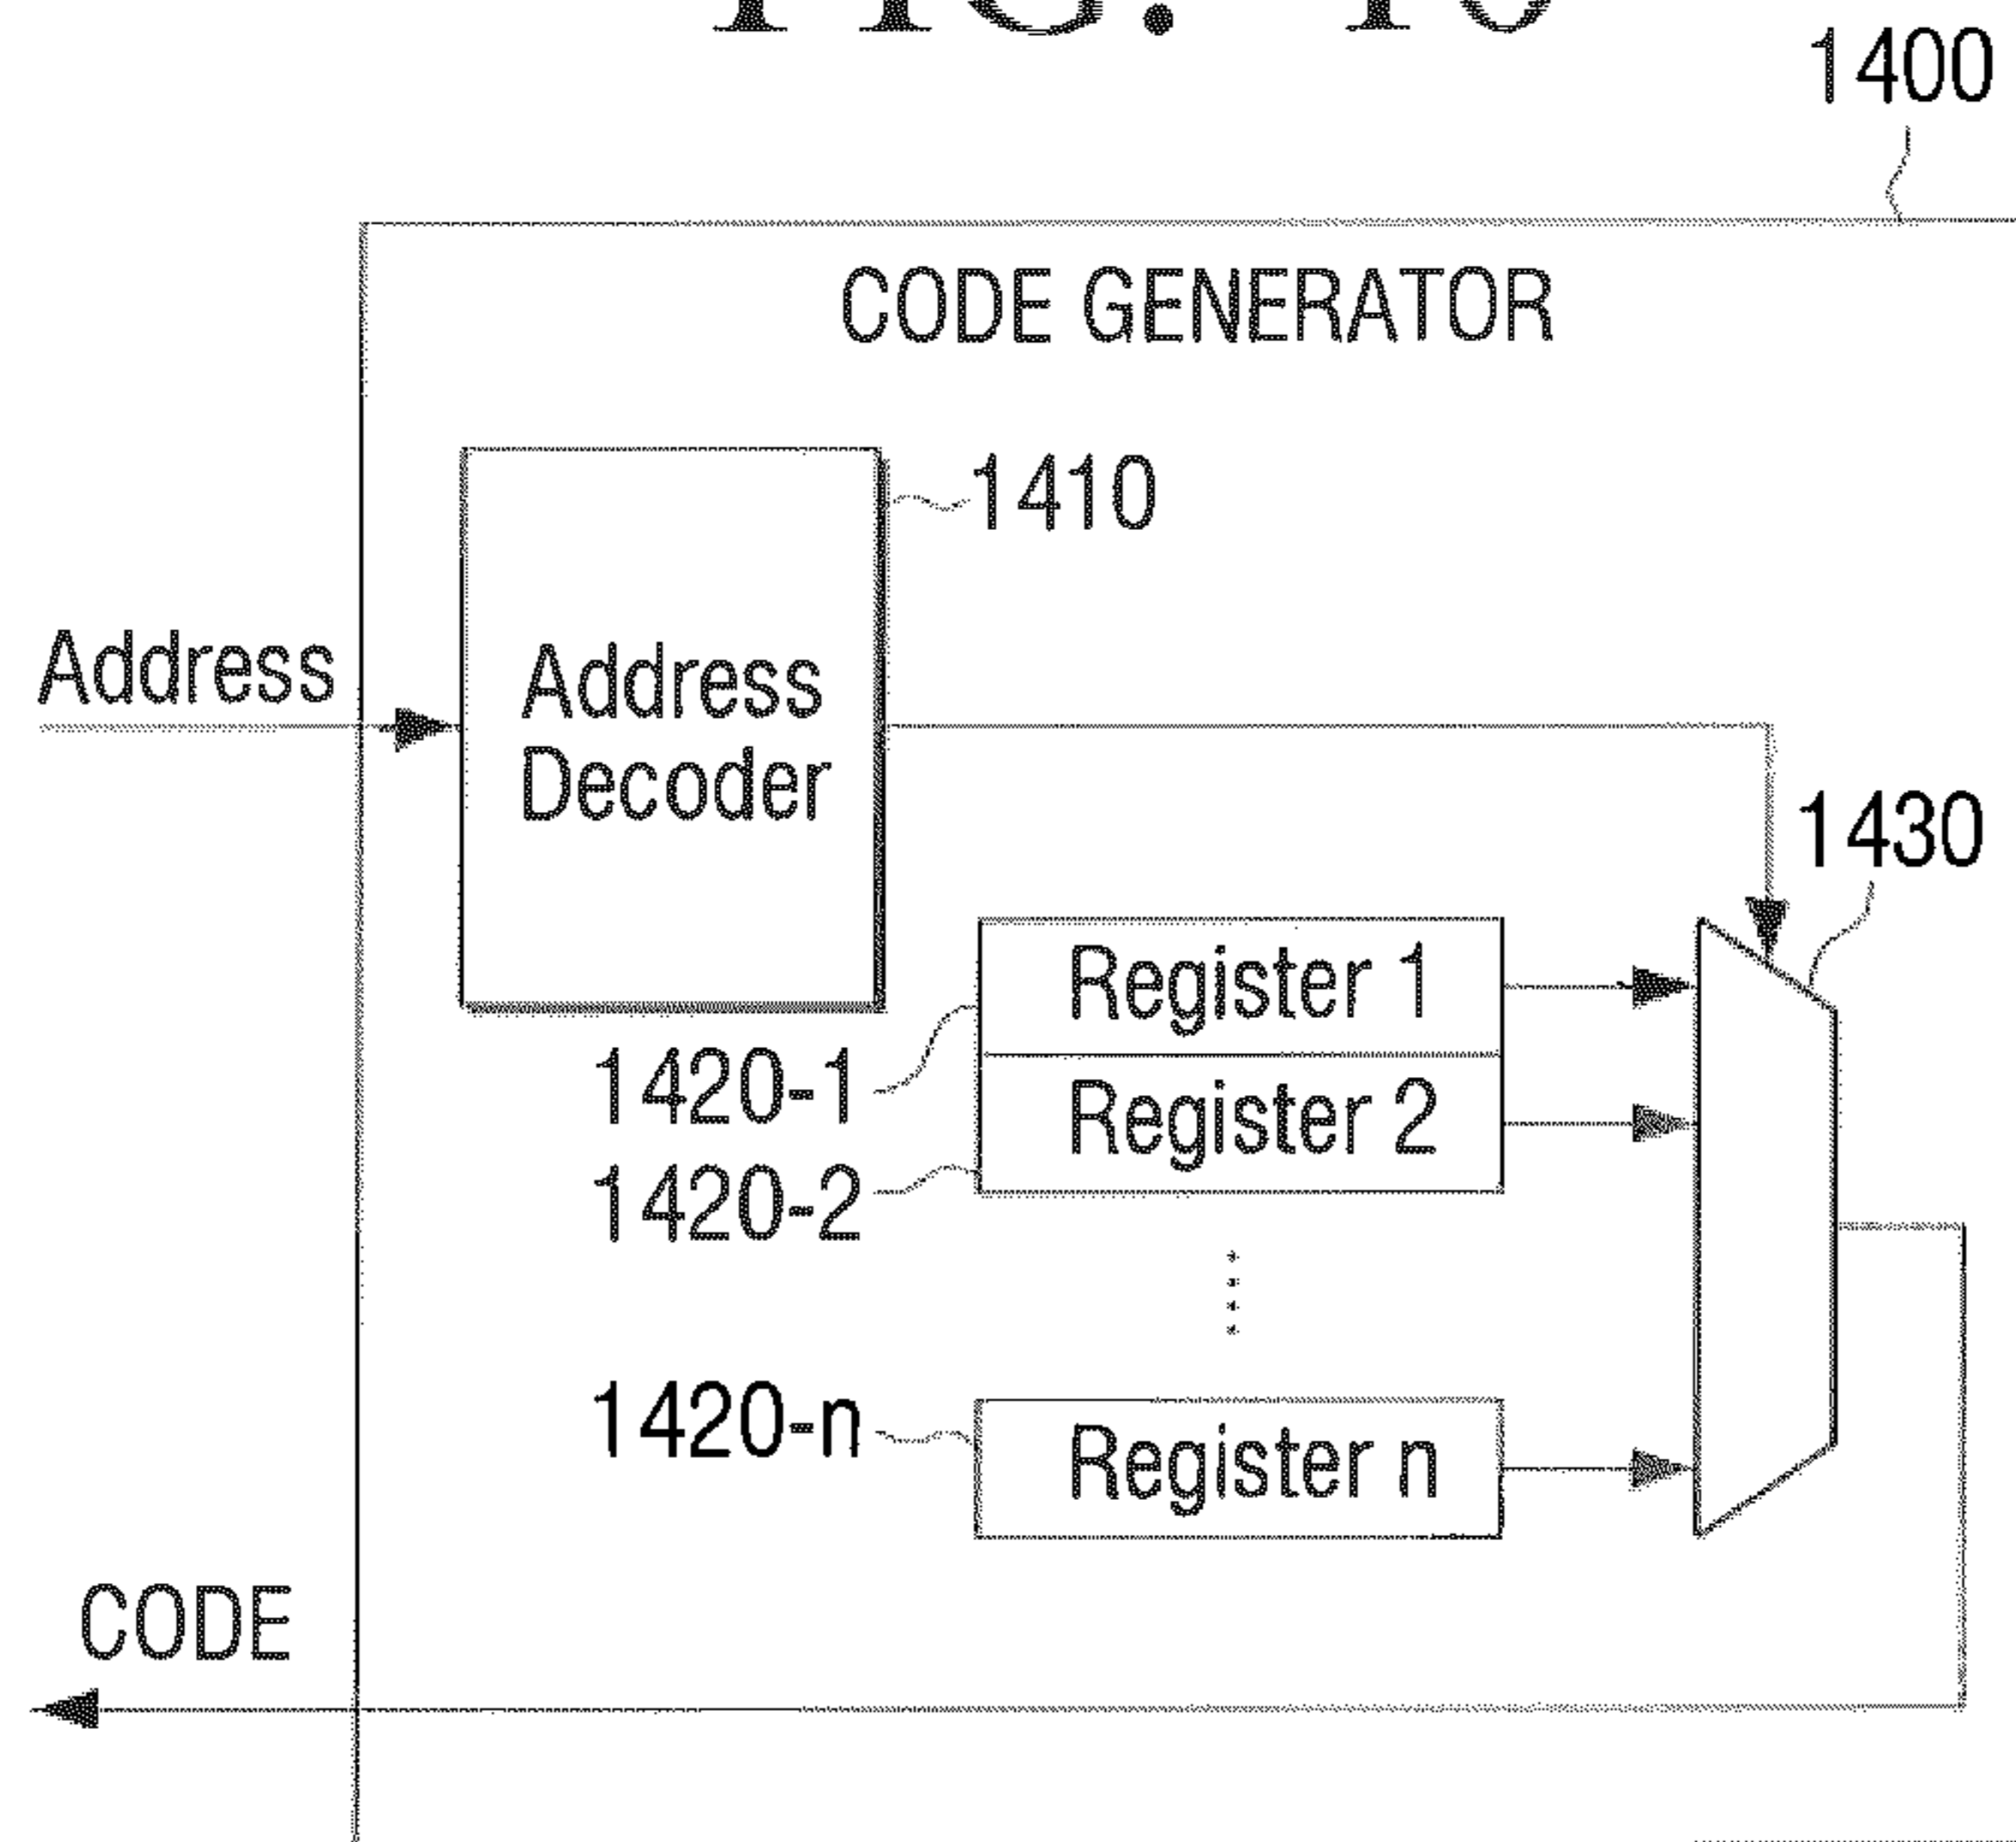 FIG.
1400
CODE GENERATOR
1410
Address
Address
Decoder
1430
Register 1
1420-1
Register 2
1420-2
1420-n
Register n
CODE